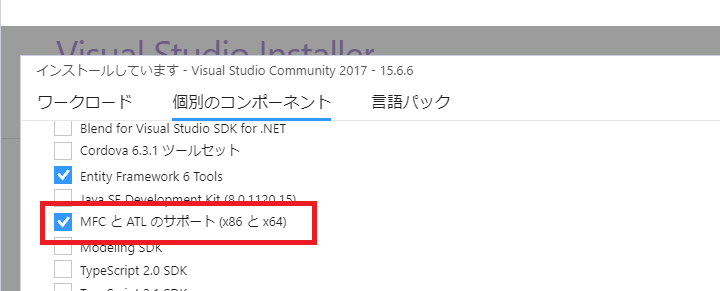 Visual Studio Installer
インストールしています - Visual Studio Community 2017 - 15.6.6
ワークロード 個別のコンポーネント 言語パック
Blend for Visual Studio SDK for .NET
Cordova 6.3.1 ツールセット
Entity Framework 6 Tools
Java SE Development Kit (8.0.1120.15)
MFC と ATL のサポート (x86 と x64)
Modeling SDK
TypeScript 2.0 SDK